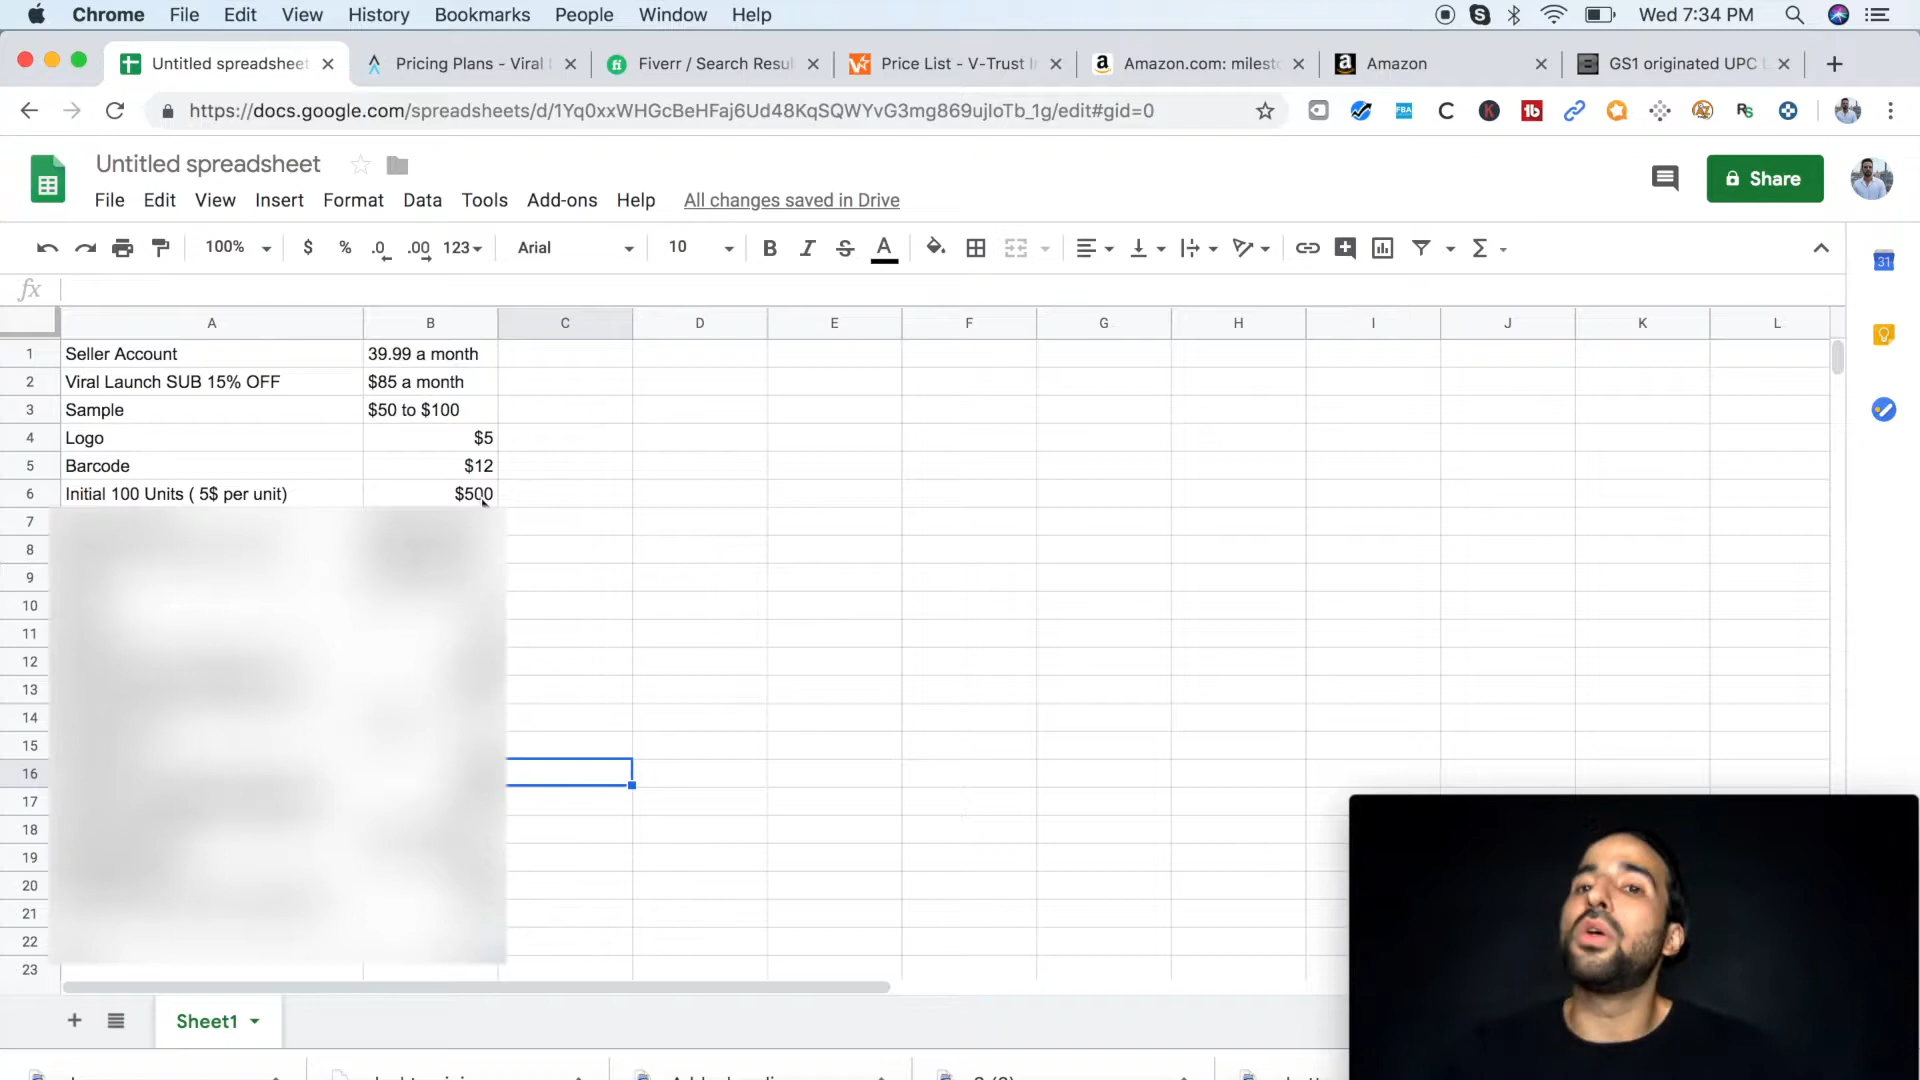 Chrome File Edit View History Bookmarks People Window Help Wed 7:34 PM
Untitled spreadsheet Pricing Plans - Viral Fiverr / Search Resul Price List - V-Trust In Amazon.com: milest Amazon GS1 originated UPC
https://docs.google.com/spreadsheets/d/1Yq0xxWHGcBeHFaj6Ud48KqSQWYvG3mg869ujIoTb_1g/edit#gid=0
Untitled spreadsheet
File Edit View Insert Format Data Tools Add-ons Help All changes saved in Drive
Share
100% $ % .0 .00 123 Arial 10 B I S A
fx
A B C D E F G H I J K L
1 Seller Account 39.99 a month
2 Viral Launch SUB 15% OFF $85 a month
3 Sample $50 to $100
4 Logo $5
5 Barcode $12
6 Initial 100 Units ( 5$ per unit) $500
7
8
9
10
11
12
13
14
15
16
17
18
19
20
21
22
23
Sheet1